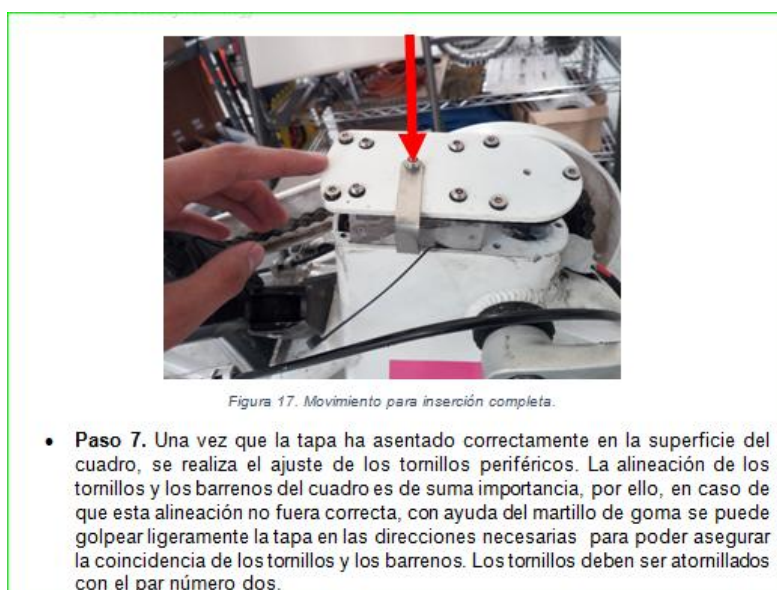 Figura 17. Movimiento para inserción completa.
• Paso 7. Una vez que la tapa ha asentado correctamente en la superficie del
cuadro, se realiza el ajuste de los tornillos periféricos. La alineación de los
tornillos y los barrenos del cuadro es de suma importancia, por ello, en caso de
que esta alineación no fuera correcta, con ayuda del martillo de goma se puede
golpear ligeramente la tapa en las direcciones necesarias para poder asegurar
la coincidencia de los tornillos y los barrenos. Los tornillos deben ser atornillados
con el par número dos.